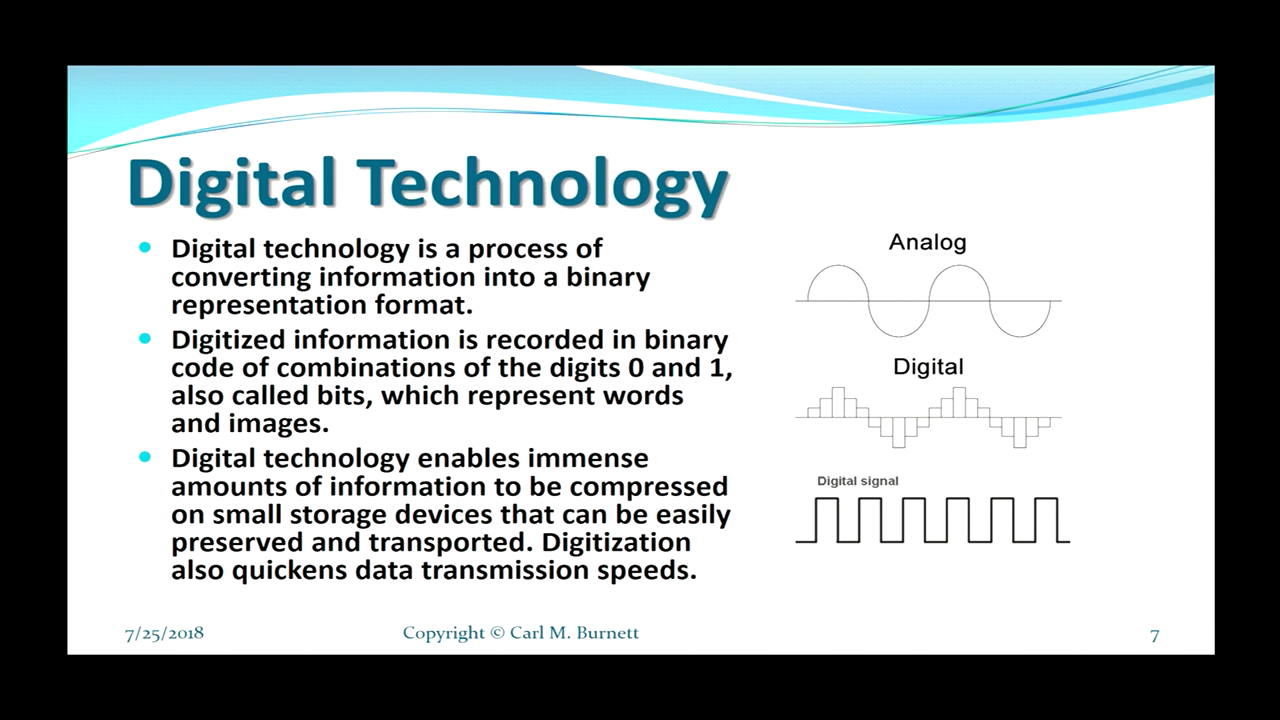 Digital Technology
Digital technology is a process of
converting information into a binary
representation format.
Digitized information is recorded in binary
code of combinations of the digits 0 and 1,
also called bits, which represent words
and images.
Digital technology enables immense
amounts of information to be compressed
on small storage devices that can be easily
preserved and transported. Digitization
also quickens data transmission speeds.
Analog
Digital
Digital signal
7/25/2018
Copyright © Carl M. Burnett
7